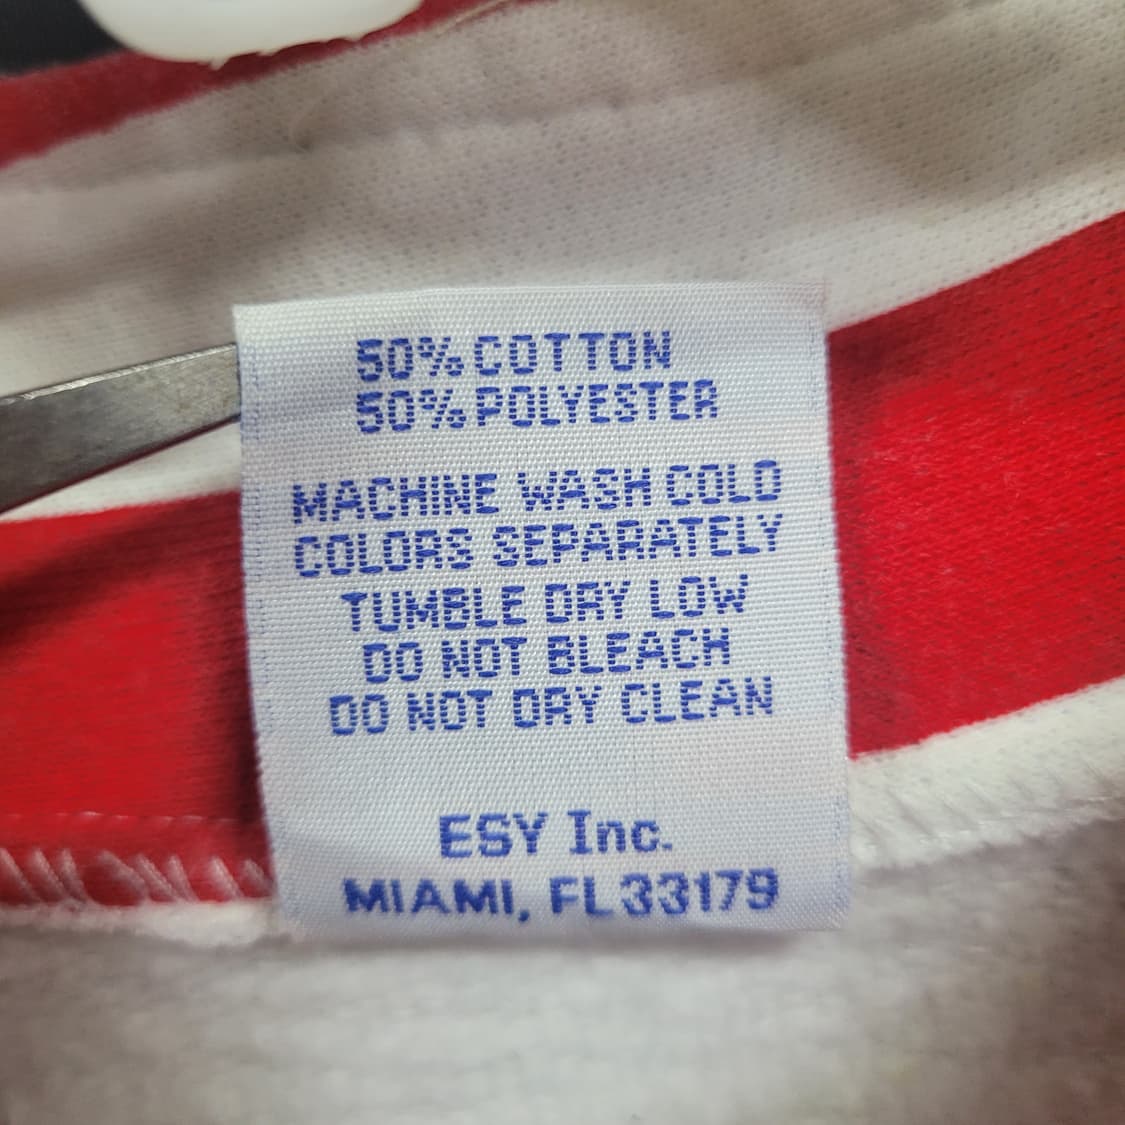 50% COTTON
50% POLYESTER
MACHINE WASH COLD
COLORS SEPARATELY
TUMBLE DRY LOW
DO NOT BLEACH
DO NOT DRY CLEAN
ESY Inc.
MIAMI, FL 33179